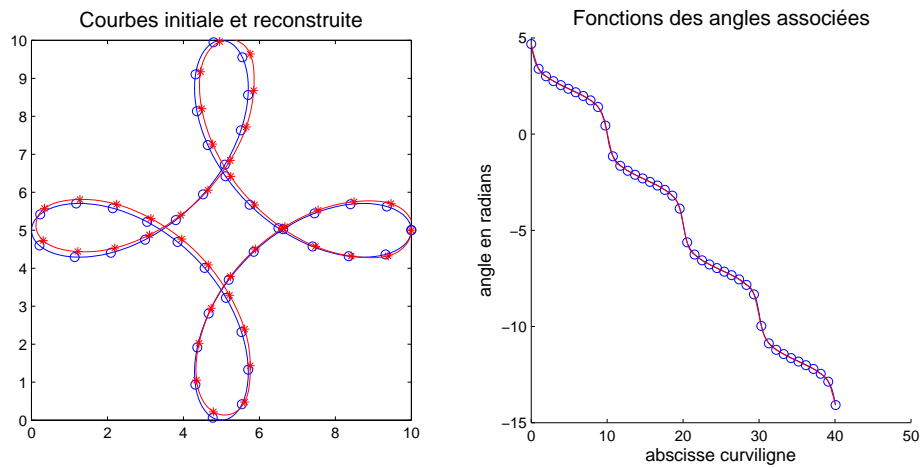 Courbes initiale et reconstruite
10
9
8
7
6
5
4
3
2
1
0
0 2 4 6 8 10
Fonctions des angles associées
5
0
−5
−10
−15
angle en radians
0 10 20 30 40 50
abscisse curviligne